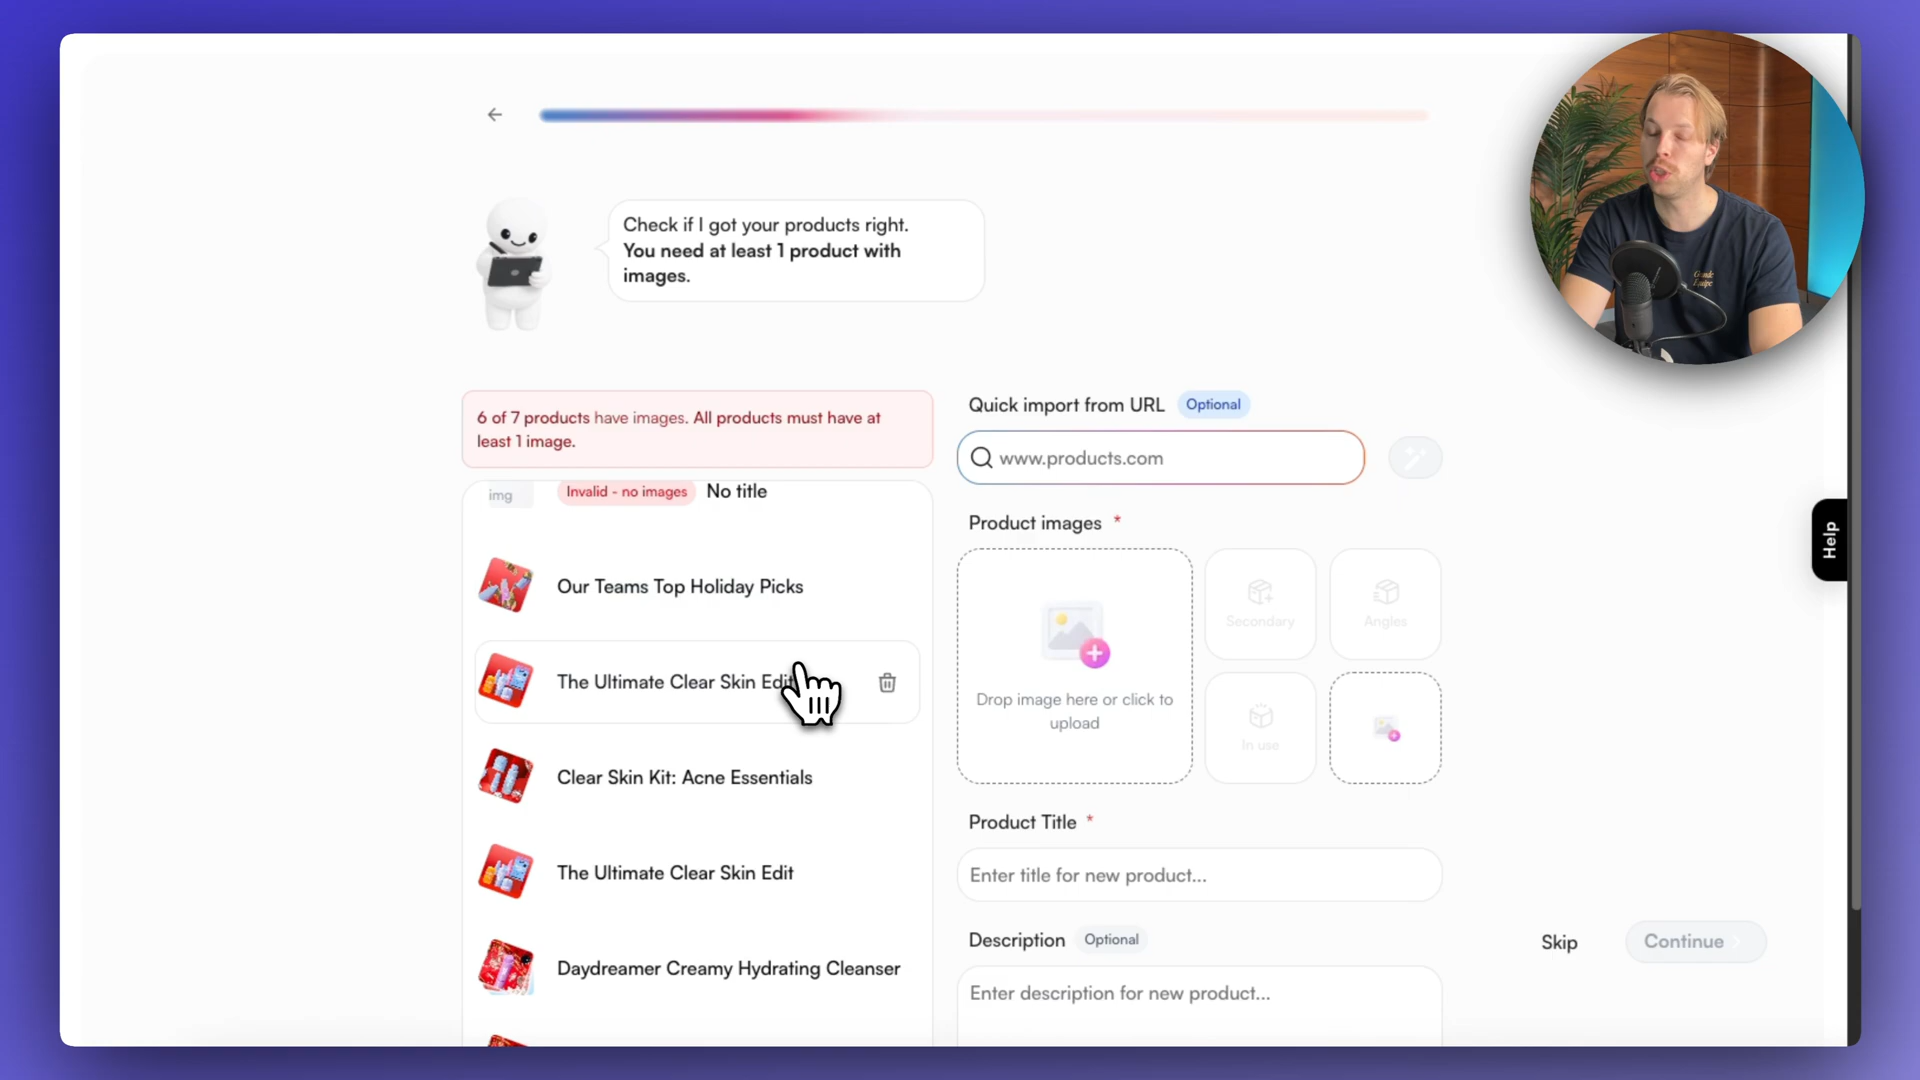 Check if I got your products right.
You need at least 1 product with
images.
6 of 7 products have images. All products must have at
least 1 image.
img
Invalid - no images
No title
Our Teams Top Holiday Picks
The Ultimate Clear Skin Edit
Clear Skin Kit: Acne Essentials
The Ultimate Clear Skin Edit
Daydreamer Creamy Hydrating Cleanser
Quick import from URL
Optional
www.products.com
Product images *
Drop image here or click to
upload
Secondary
Angles
In use
Product Title *
Enter title for new product...
Description
Optional
Enter description for new product...
Skip
Continue
Help